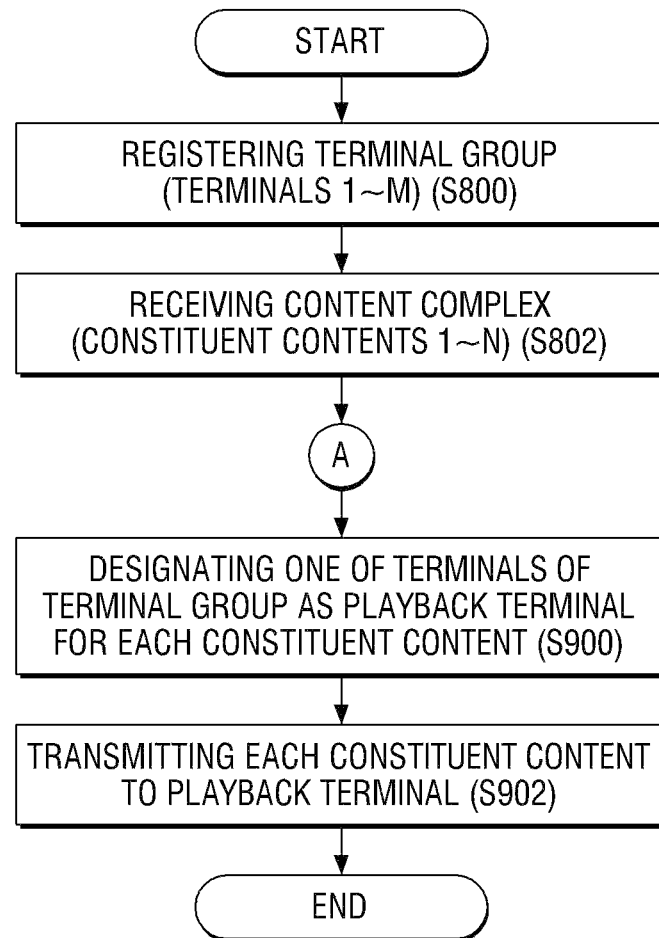 START
REGISTERING TERMINAL GROUP
(TERMINALS 1~M) (S800)
RECEIVING CONTENT COMPLEX
(CONSTITUENT CONTENTS 1~N) (S802)
A
DESIGNATING ONE OF TERMINALS OF
TERMINAL GROUP AS PLAYBACK TERMINAL
FOR EACH CONSTITUENT CONTENT (S900)
TRANSMITTING EACH CONSTITUENT CONTENT
TO PLAYBACK TERMINAL (S902)
END